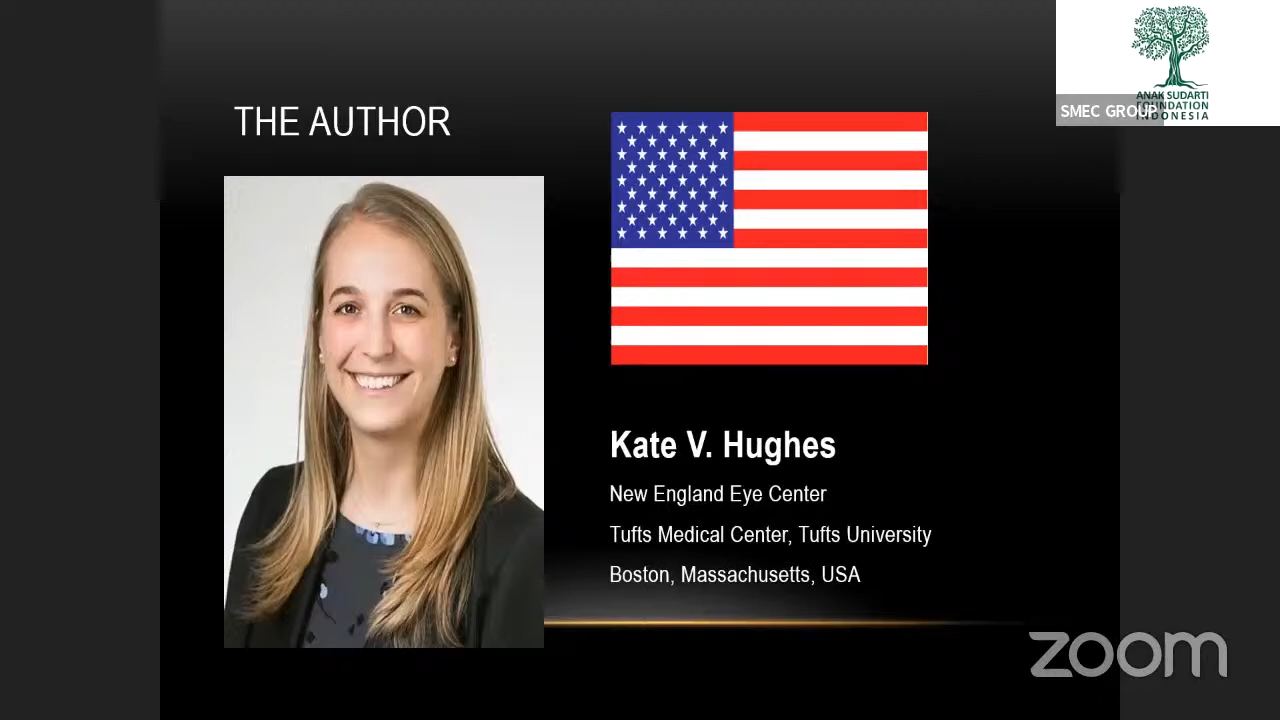 THE AUTHOR
ANAK SUDARTI
FOUNDATION
INDONESIA
SMEC GROUP
Kate V. Hughes
New England Eye Center
Tufts Medical Center, Tufts University
Boston, Massachusetts, USA
zoom